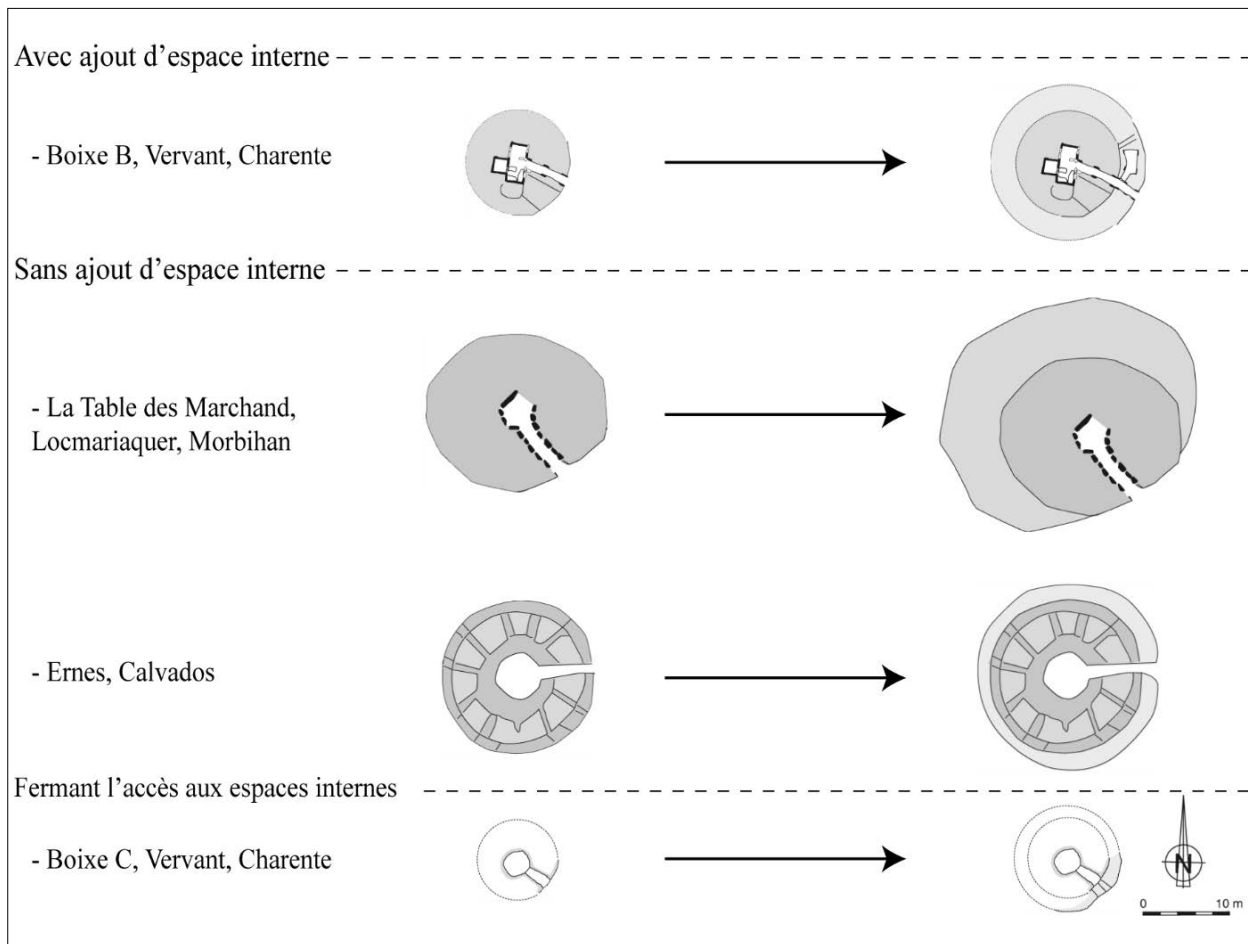 Avec ajout d’espace interne
- Boixe B, Vervant, Charente
Sans ajout d’espace interne
- La Table des Marchand,
Locmariaquer, Morbihan
- Ernes, Calvados
Fermant l’accès aux espaces internes
- Boixe C, Vervant, Charente
N
0 10 m